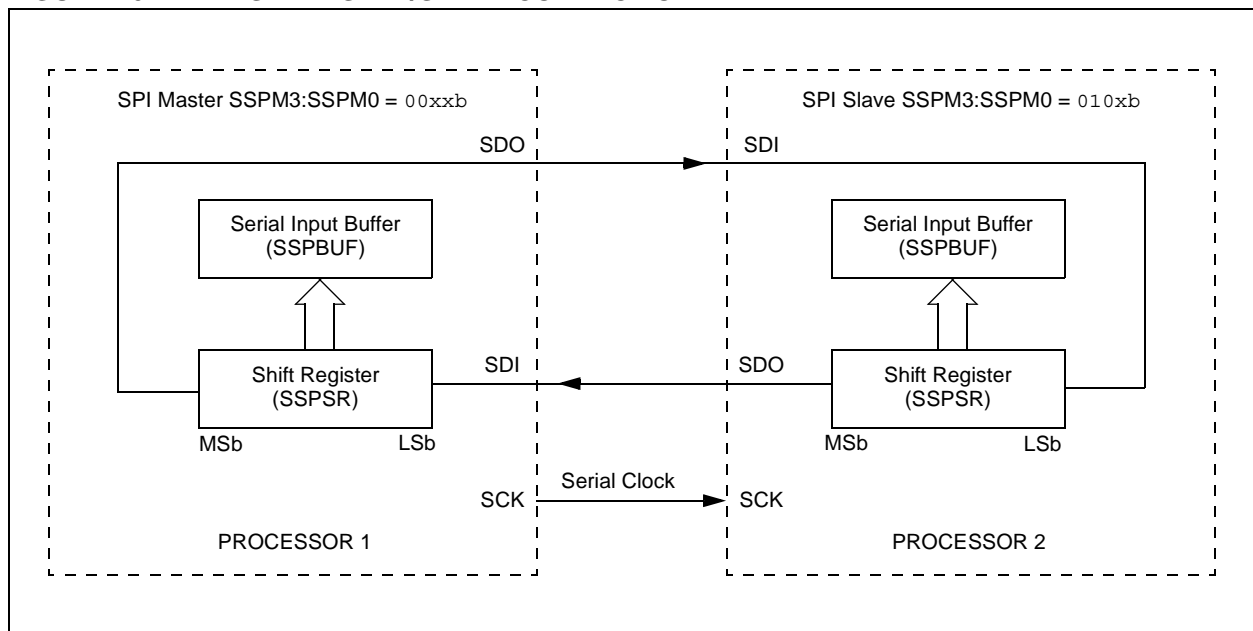 SPI Master SSPM3:SSPM0 = 00xxb
SPI Slave SSPM3:SSPM0 = 010xb
SDO
SDI
Serial Input Buffer
(SSPBUF)
Serial Input Buffer
(SSPBUF)
SDI
SDO
Shift Register
(SSPSR)
Shift Register
(SSPSR)
MSb
LSb
MSb
LSb
Serial Clock
SCK
SCK
PROCESSOR 1
PROCESSOR 2